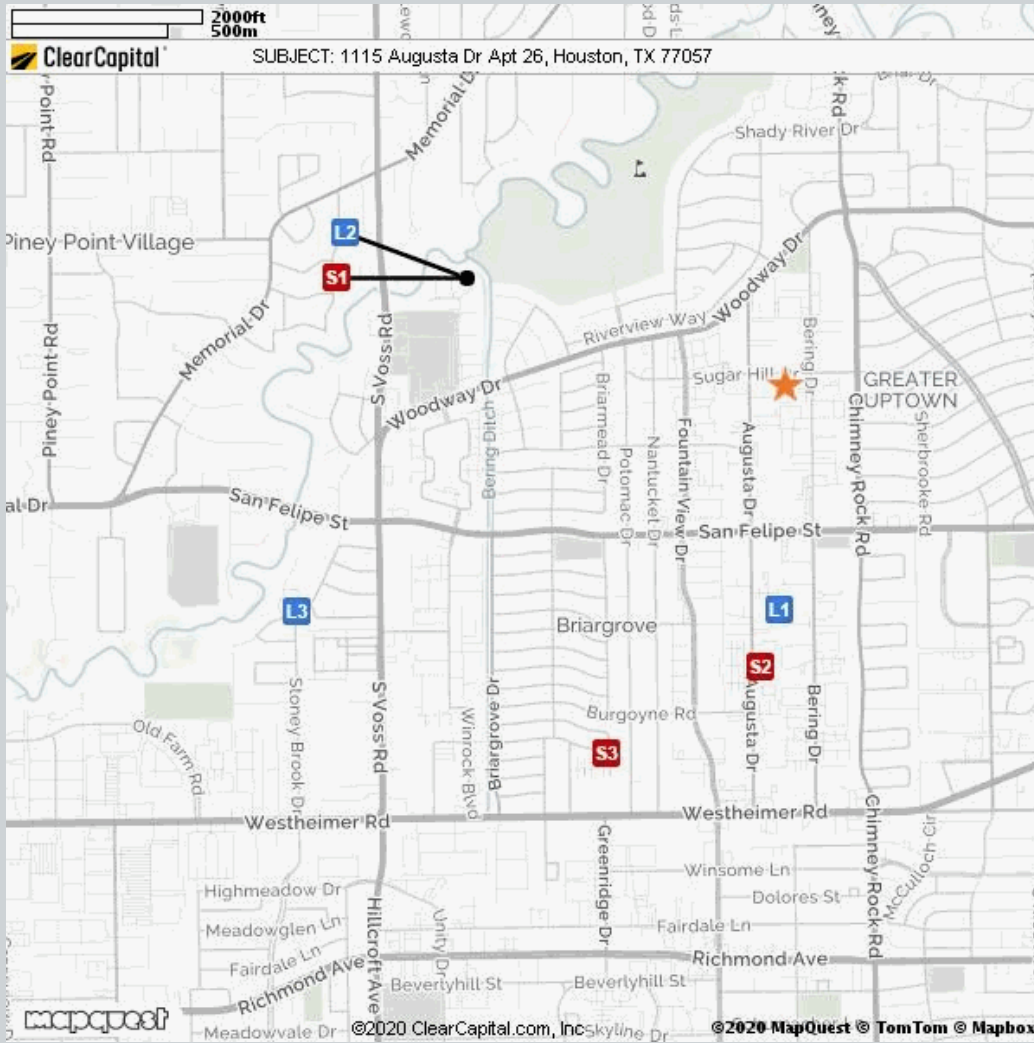 2000ft
500m
ClearCapital
SUBJECT: 1115 Augusta Dr Apt 26, Houston, TX 77057
Memorial Dr
Shady River Dr
L2
Piney Point Village
S1
Woodway Dr
Riverview Way
Memorial Dr
S Voss Rd
Bering Dr
Piney Point Rd
Sugar Hill Dr
GREATER
UPTOWN
Woodway Dr
Briarmead Dr
Chimney Rock Rd
Bering Ditch
Fountain View Dr
Augusta Dr
Sherbrooke Rd
Potomac Dr
Nantucket Dr
al Dr
San Felipe St
San Felipe St
L3
L1
Briargrove
S2
Stoney Brook Dr
S Voss Rd
Briargrove Dr
Augusta Dr
Bering Dr
Burgoyne Rd
Old Farm Rd
Winrock Blvd
S3
Westheimer Rd
Westheimer Rd
Chimney Rock Rd
McCulloch Cir
Greenridge Dr
Winsome Ln
Highmeadow Dr
Dolores St
Hillcroft Ave
Unity Dr
Meadowglen Ln
Fairdale Ln
Fairdale Ln
Richmond Ave
Richmond Ave
Beverlyhill St
Beverlyhill St
mapquest
Meadowvale Dr
©2020 ClearCapital.com, Inc
Skyline Dr
©2020 MapQuest © TomTom © Mapbox